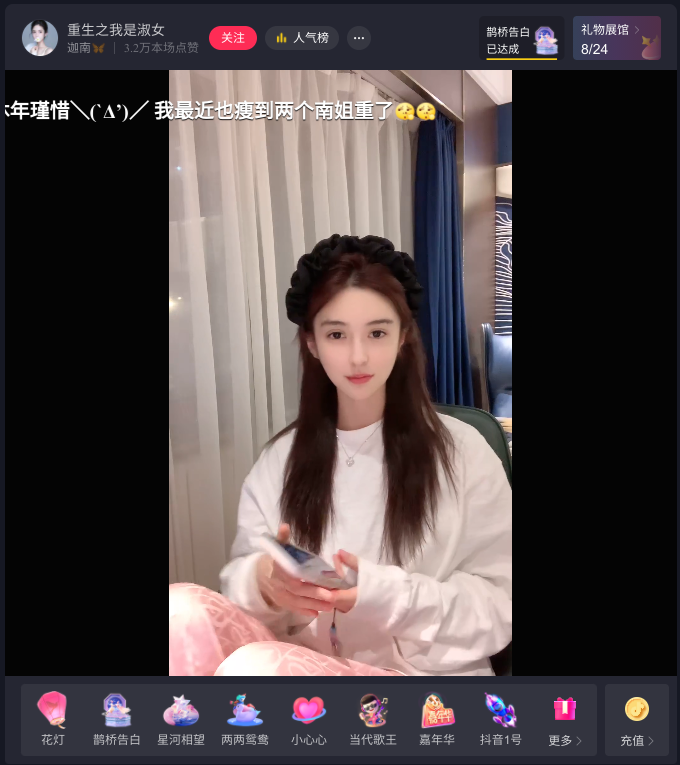 重生之我是淑女
迦南 | 3.2万本场点赞
关注
人气榜
鹊桥告白
已达成
礼物展馆
8/24
年瑾惜＼(`Δ’)／ 我最近也瘦到两个南姐重了
花灯
鹊桥告白
星河相望
两两鸳鸯
小心心
当代歌王
嘉年华
抖音1号
更多
充值